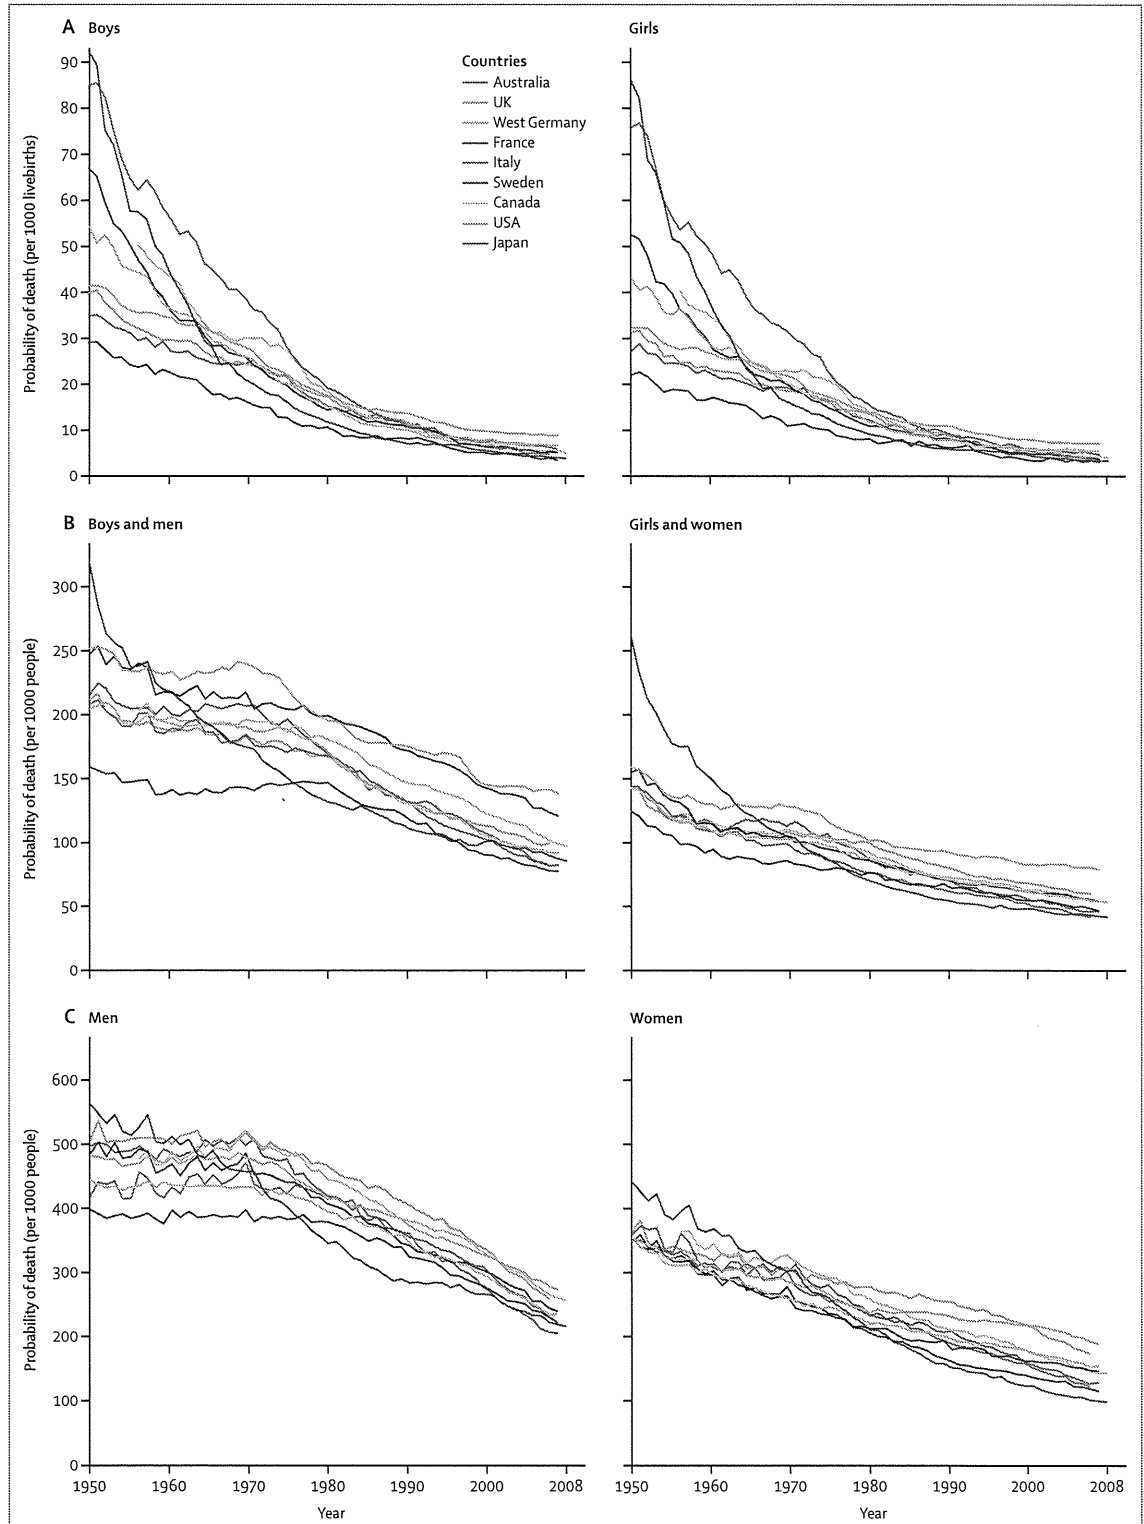 A Boys
Girls
Countries
Australia
UK
West Germany
France
Italy
Sweden
Canada
USA
Japan
Probability of death (per 1000 livebirths)
90
80
70
60
50
40
30
20
10
0
B Boys and men
Girls and women
Probability of death (per 1000 people)
300
250
200
150
100
50
0
C Men
Women
Probability of death (per 1000 people)
600
500
400
300
200
100
0
1950 1960 1970 1980 1990 2000 2008
Year
1950 1960 1970 1980 1990 2000 2008
Year